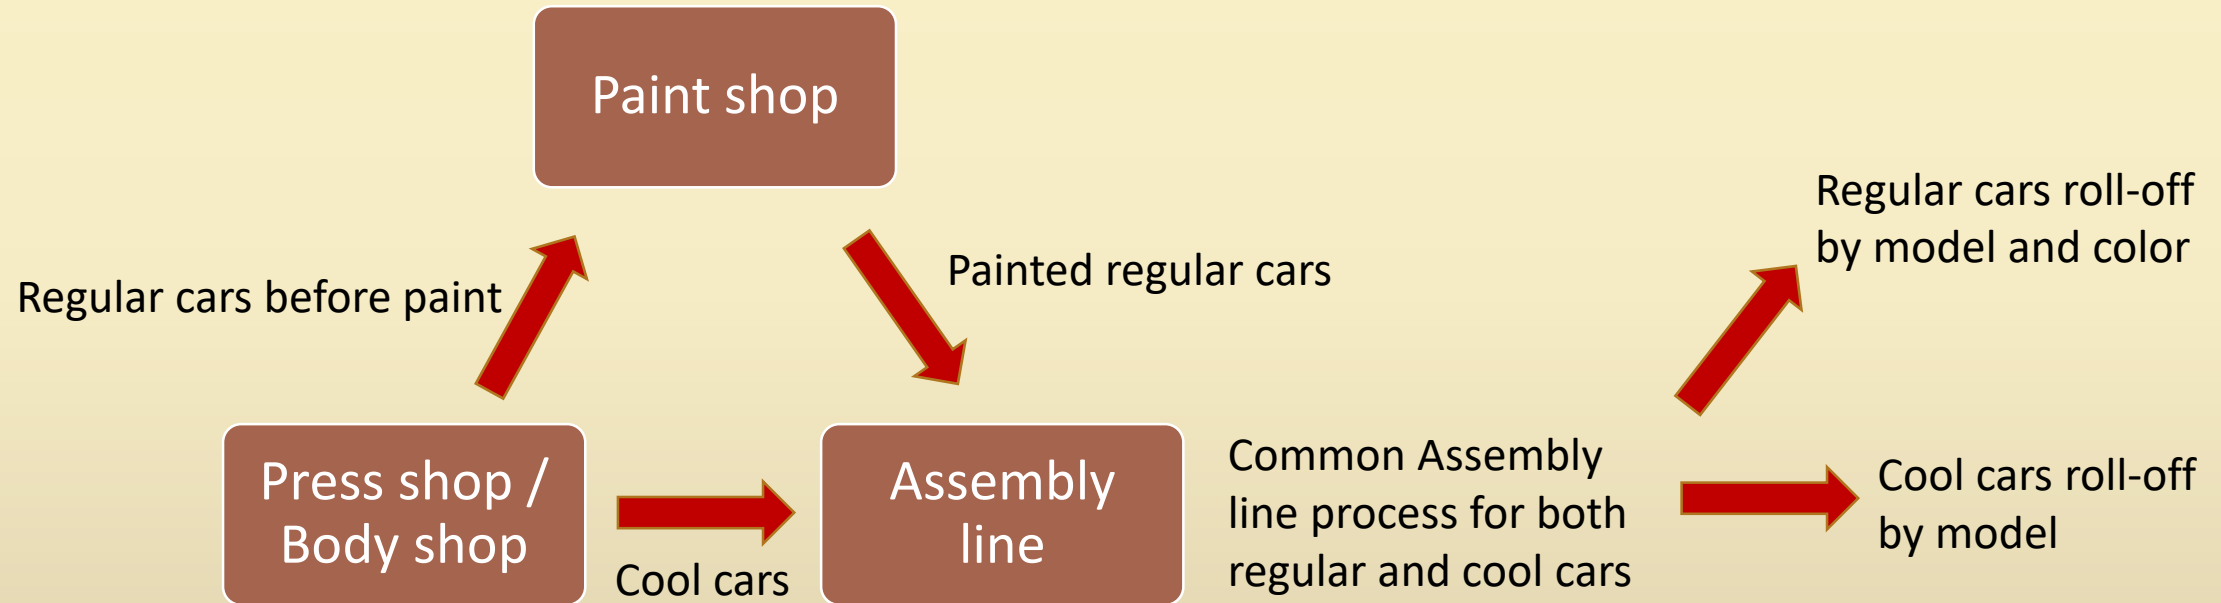 Paint shop
Regular cars before paint
Painted regular cars
Regular cars roll-off
by model and color
Press shop /
Body shop
Cool cars
Assembly
line
Common Assembly
line process for both
regular and cool cars
Cool cars roll-off
by model